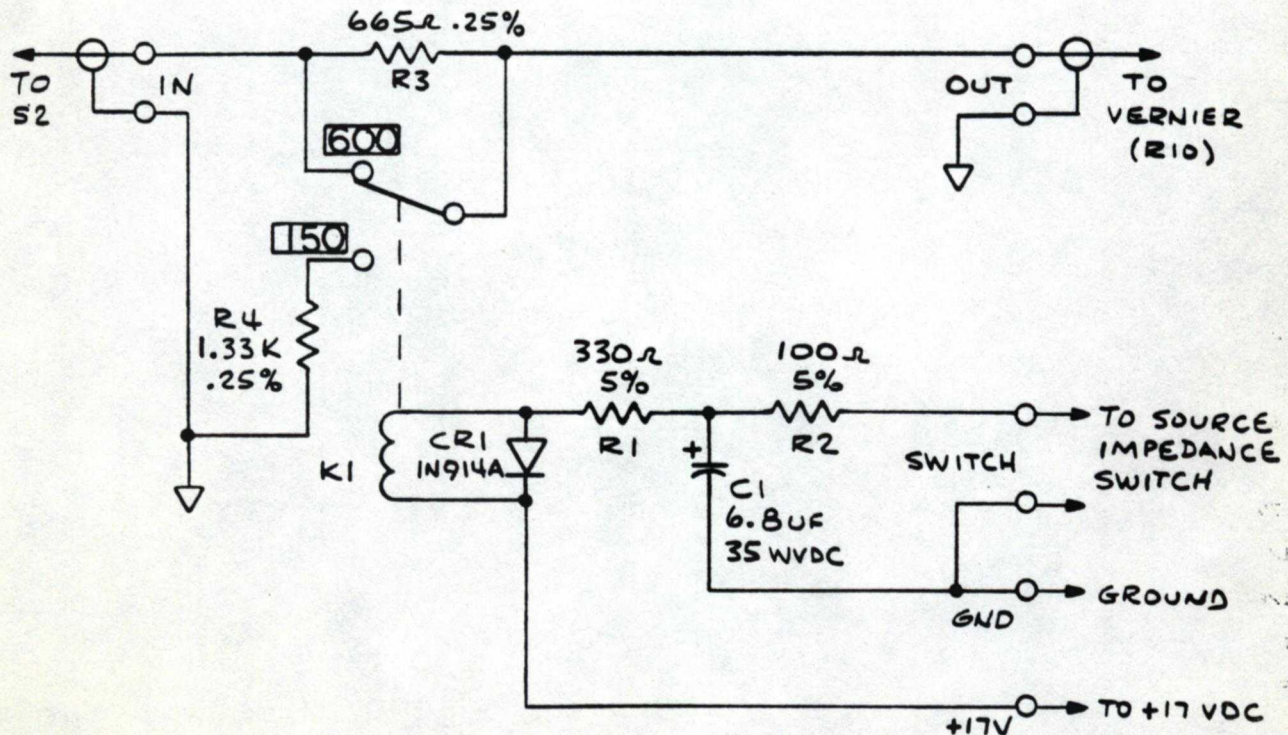 665Ω .25%
R3
TO
S2
IN
OUT
TO
VERNIER
(R10)
600
150
R4
1.33K
.25%
330Ω
5%
R1
100Ω
5%
R2
K1
CR1
1N914A
+
C1
6.8UF
35 WVDC
SWITCH
TO SOURCE
IMPEDANCE
SWITCH
GND
GROUND
+17V
TO +17 VDC